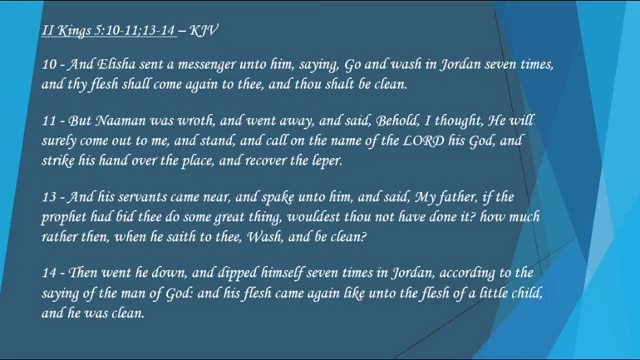 II Kings 5:10-11;13-14 – KJV
10 - And Elisha sent a messenger unto him, saying, Go and wash in Jordan seven times,
and thy flesh shall come again to thee, and thou shalt be clean.
11 - But Naaman was wroth, and went away, and said, Behold, I thought, He will
surely come out to me, and stand, and call on the name of the LORD his God, and
strike his hand over the place, and recover the leper.
13 - And his servants came near, and spake unto him, and said, My father, if the
prophet had bid thee do some great thing, wouldest thou not have done it? how much
rather then, when he saith to thee, Wash, and be clean?
14 - Then went he down, and dipped himself seven times in Jordan, according to the
saying of the man of God: and his flesh came again like unto the flesh of a little child,
and he was clean.